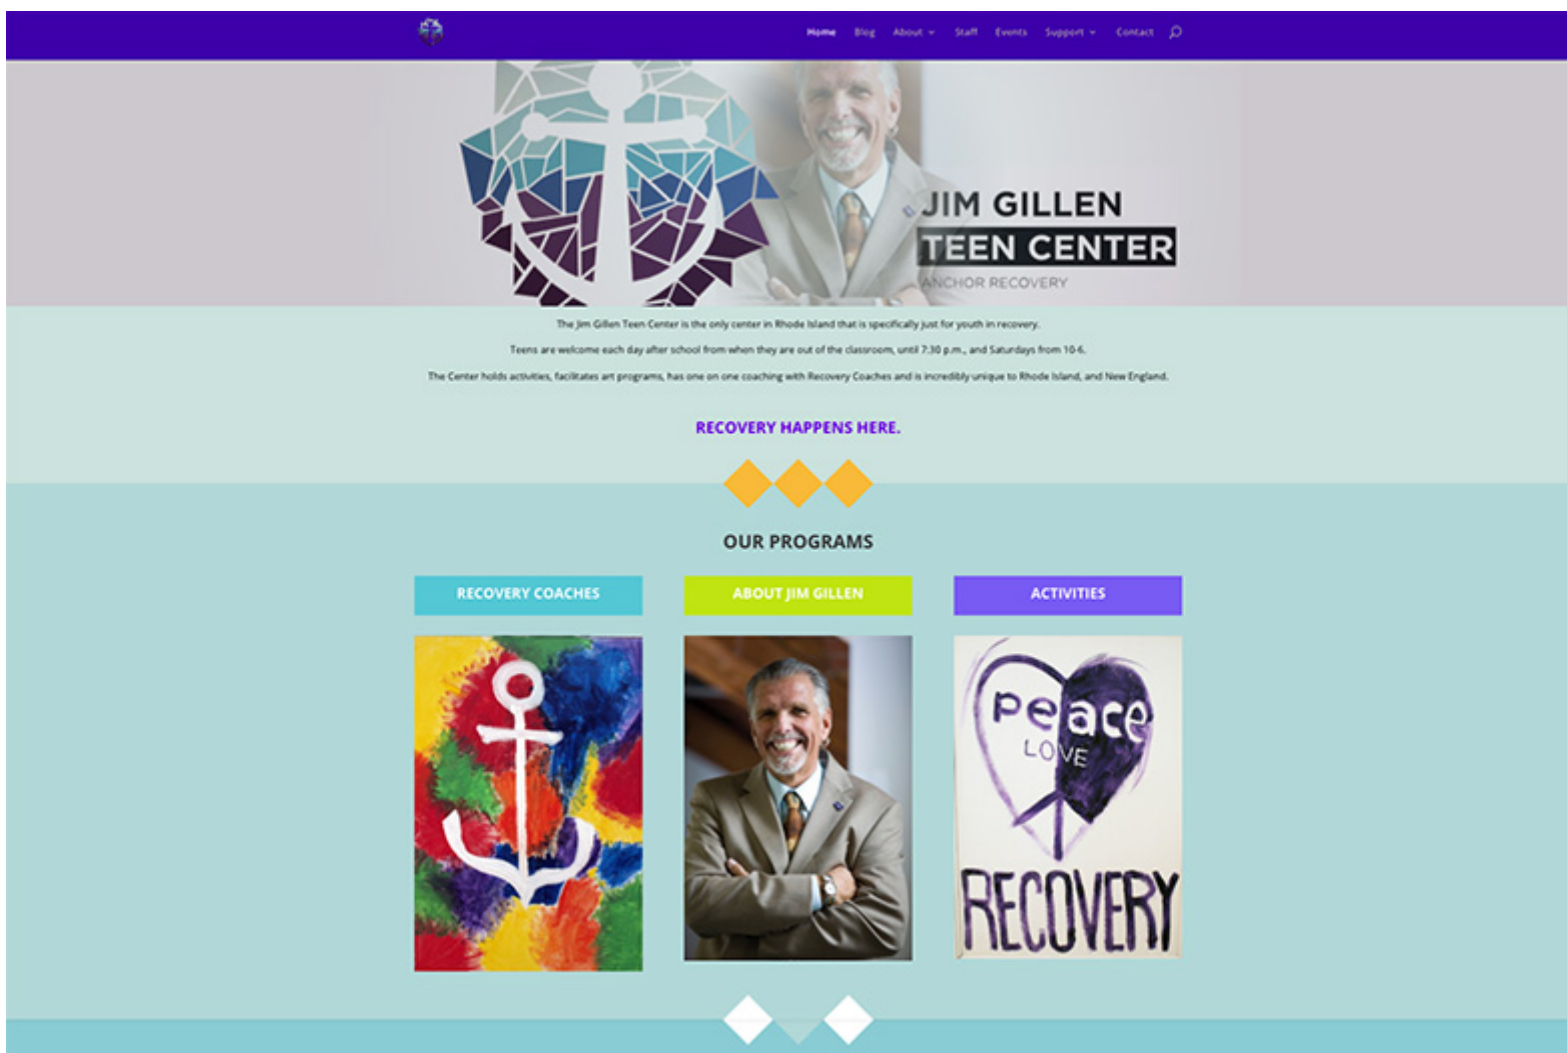 Home Blog About Staff Events Support Contact
JIM GILLEN
TEEN CENTER
ANCHOR RECOVERY
The Jim Gillen Teen Center is the only center in Rhode Island that is specifically just for youth in recovery.
Teens are welcome each day after school from when they are out of the classroom, until 7:30 p.m., and Saturdays from 10-6.
The Center holds activities, facilitates art programs, has one on one coaching with Recovery Coaches and is incredibly unique to Rhode Island, and New England.
RECOVERY HAPPENS HERE.
OUR PROGRAMS
RECOVERY COACHES
ABOUT JIM GILLEN
ACTIVITIES
peace
LOVE
RECOVERY